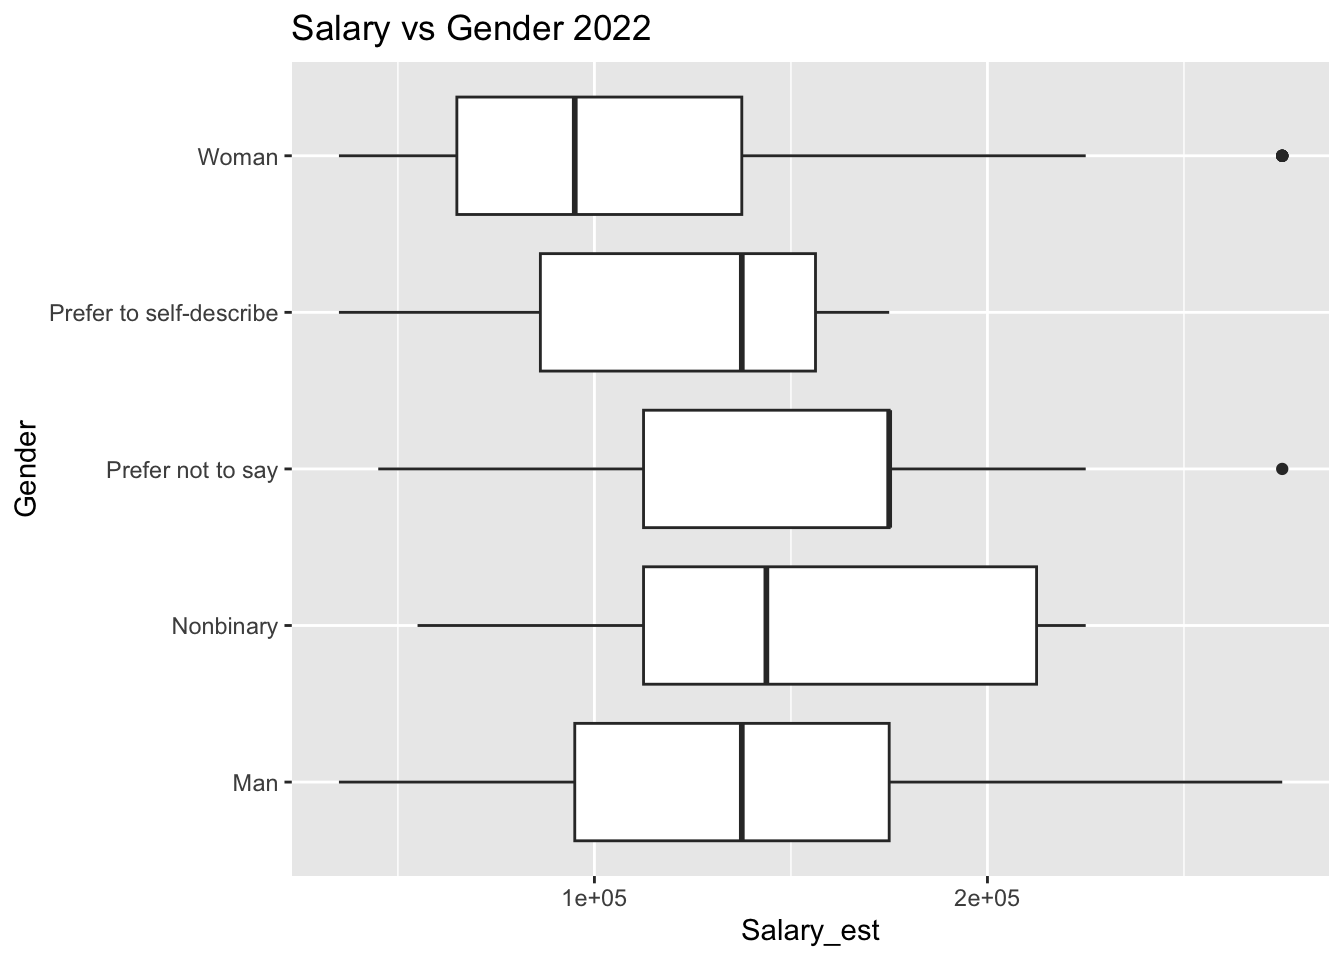 Salary vs Gender 2022
Woman
Prefer to self-describe
Prefer not to say
Nonbinary
Man
Gender
1e+05 2e+05
Salary_est